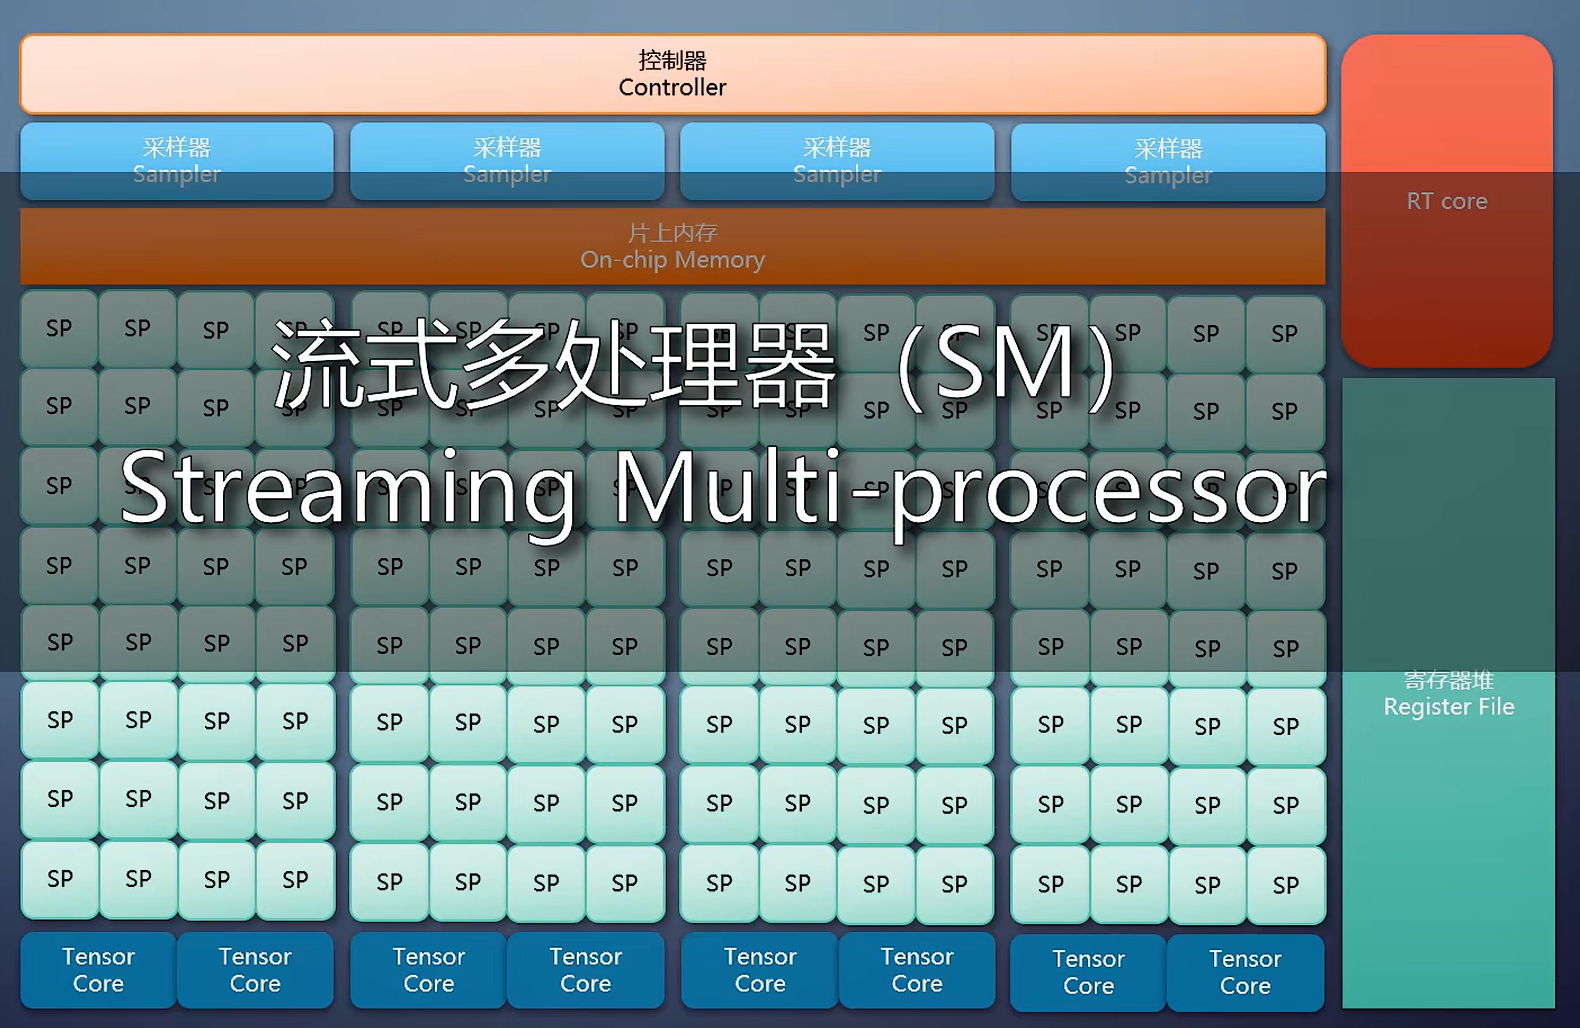 控制器
Controller
采样器 采样器 采样器 采样器
Sampler Sampler Sampler Sampler
RT core
片上内存
On-chip Memory
流式多处理器（SM）
Streaming Multi-processor
SP SP SP SP SP SP SP SP SP SP SP SP SP SP SP SP
SP SP SP SP SP SP SP SP SP SP SP SP SP SP SP SP
SP SP SP SP SP SP SP SP SP SP SP SP SP SP SP SP
SP SP SP SP SP SP SP SP SP SP SP SP SP SP SP SP
SP SP SP SP SP SP SP SP SP SP SP SP SP SP SP SP
寄存器堆
Register File
SP SP SP SP SP SP SP SP SP SP SP SP SP SP SP SP
SP SP SP SP SP SP SP SP SP SP SP SP SP SP SP SP
SP SP SP SP SP SP SP SP SP SP SP SP SP SP SP SP
Tensor Tensor Tensor Tensor Tensor Tensor Tensor Tensor
Core Core Core Core Core Core Core Core